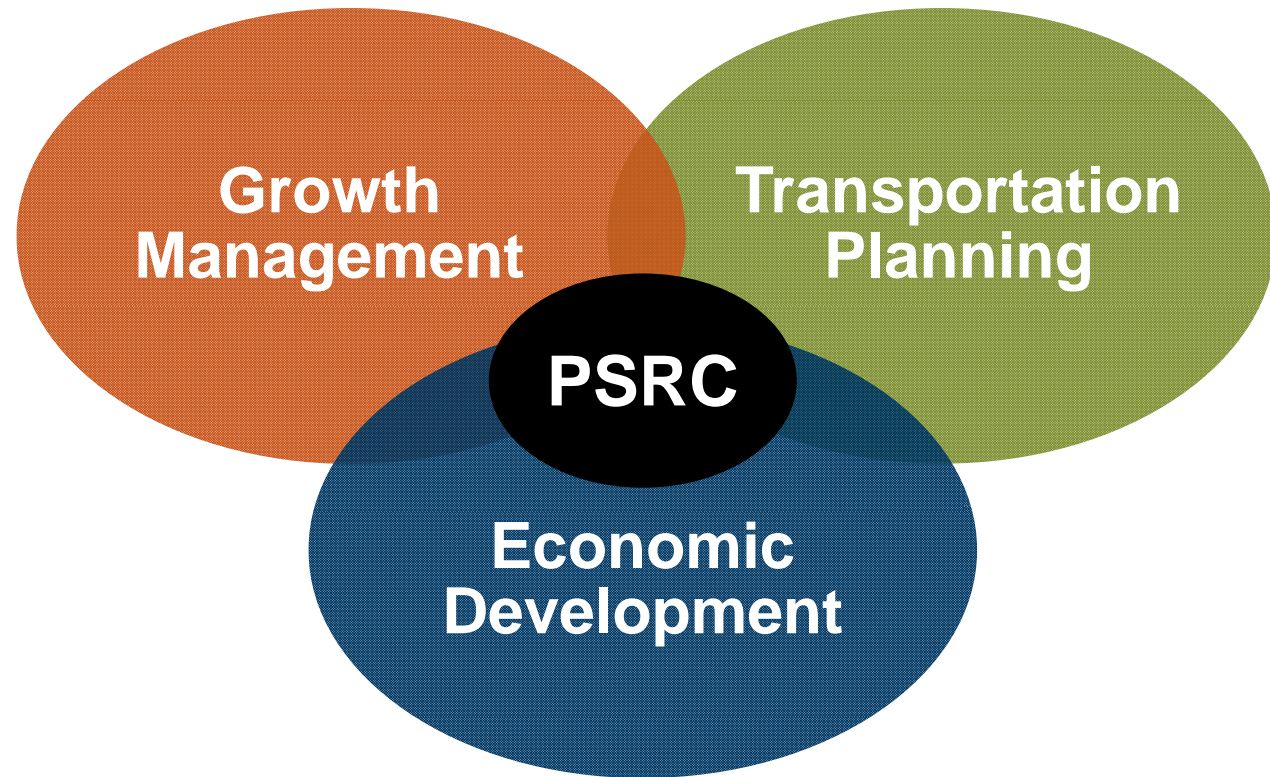 Growth
Management
Transportation
Planning
PSRC
Economic
Development